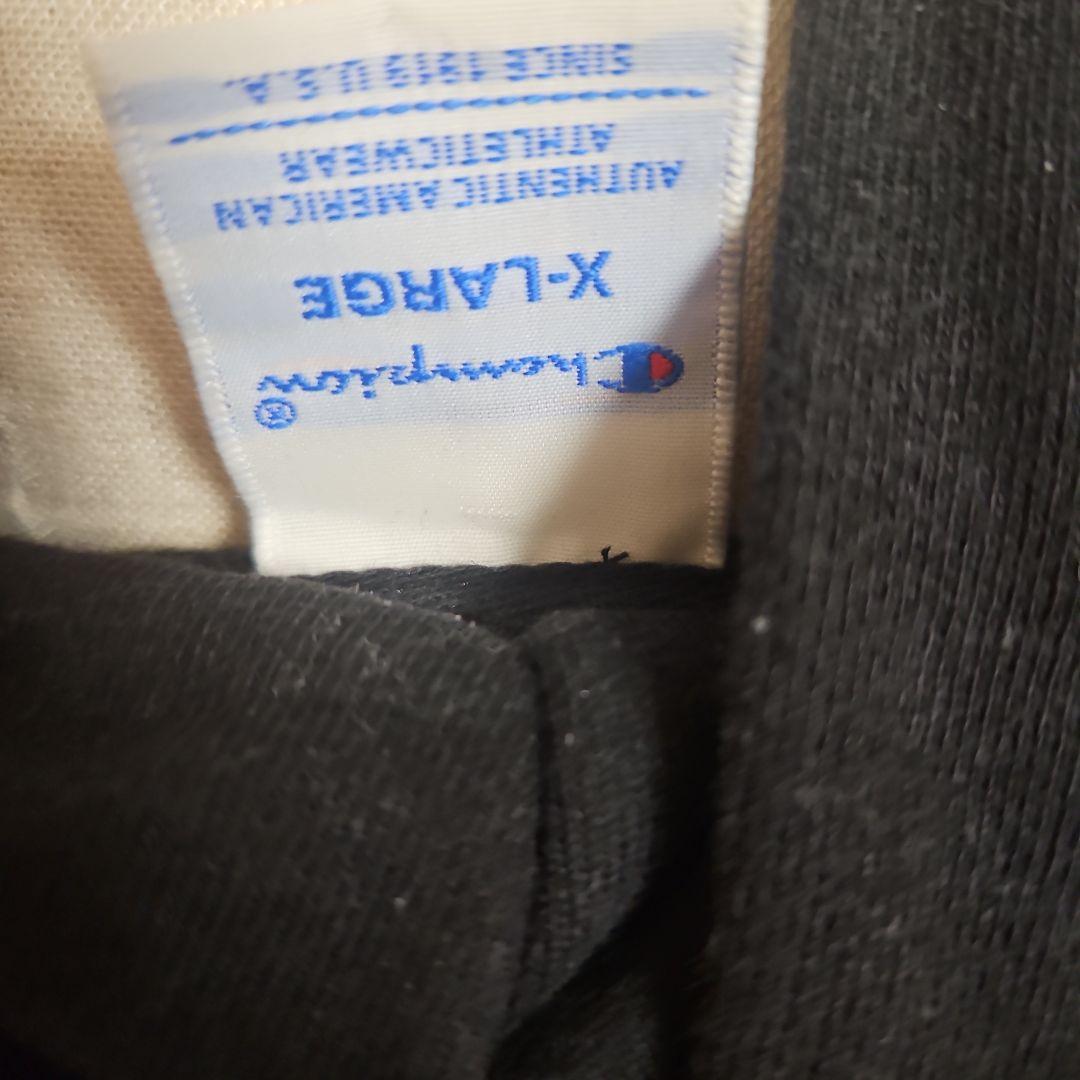 Champion®
X-LARGE
AUTHENTIC AMERICAN
ATHLETICWEAR
SINCE 1919 U.S.A.